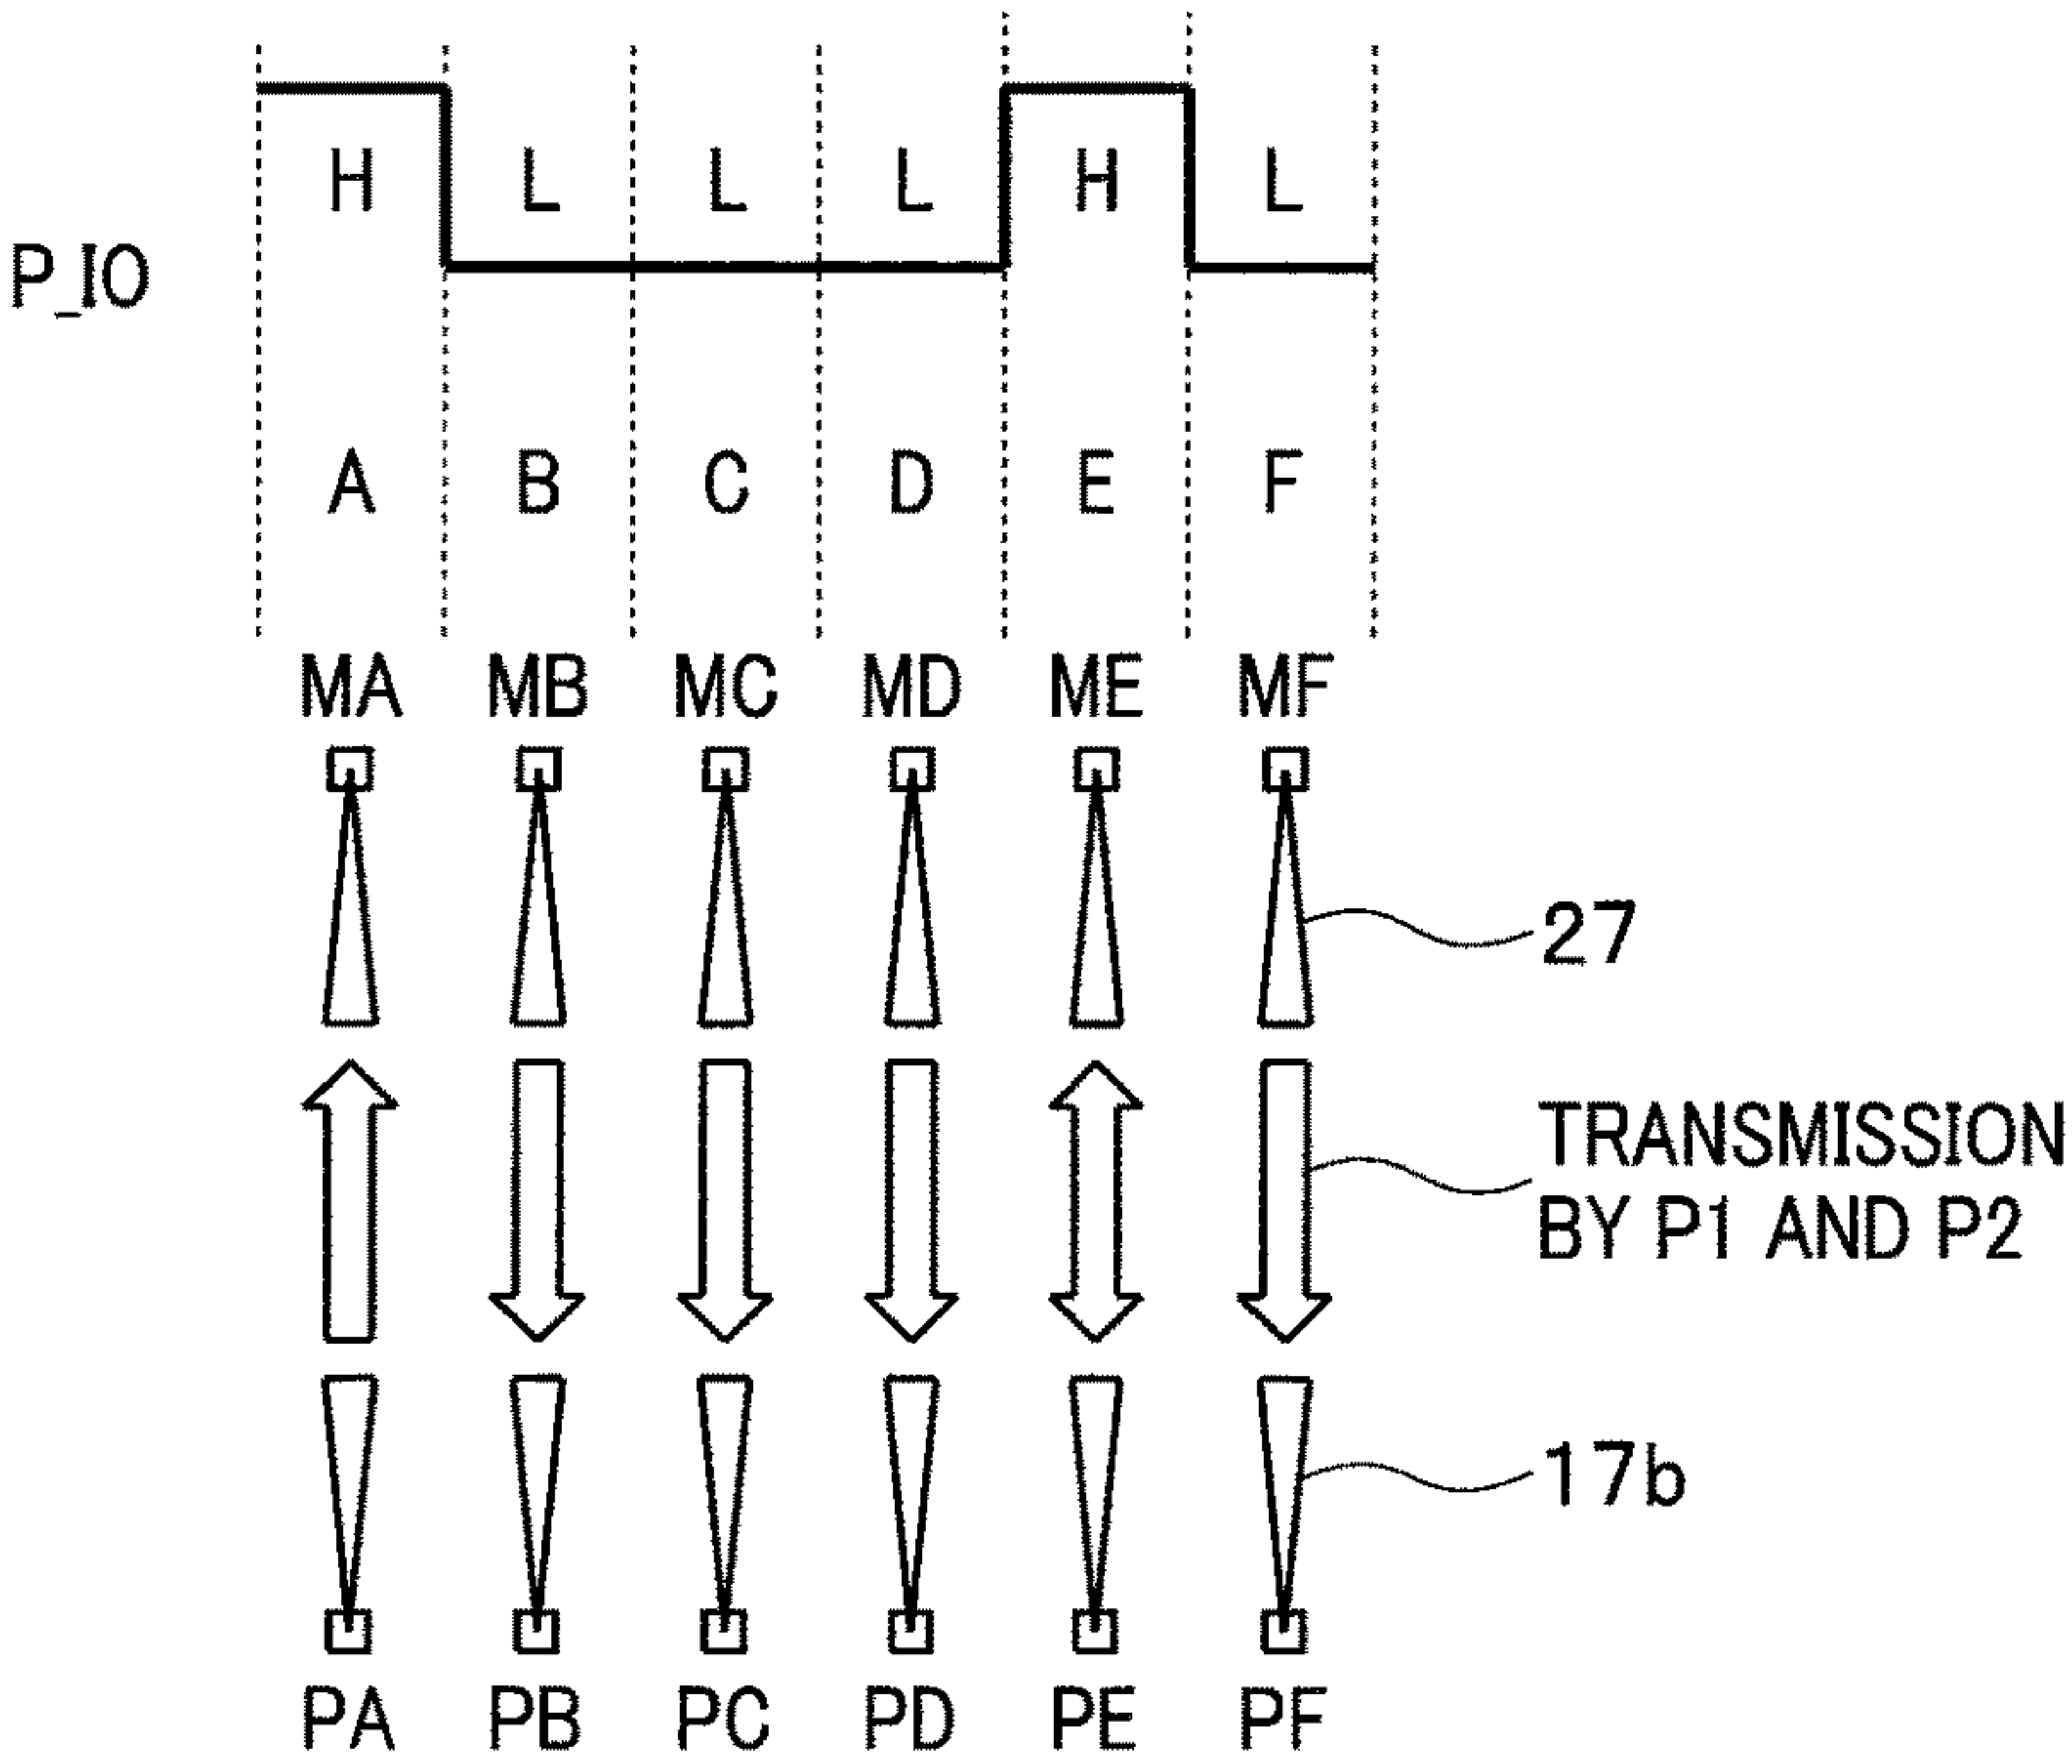 H L L L H L
P_IO
A B C D E F
MA MB MC MD ME MF
27
TRANSMISSION
BY P1 AND P2
17b
PA PB PC PD PE PF